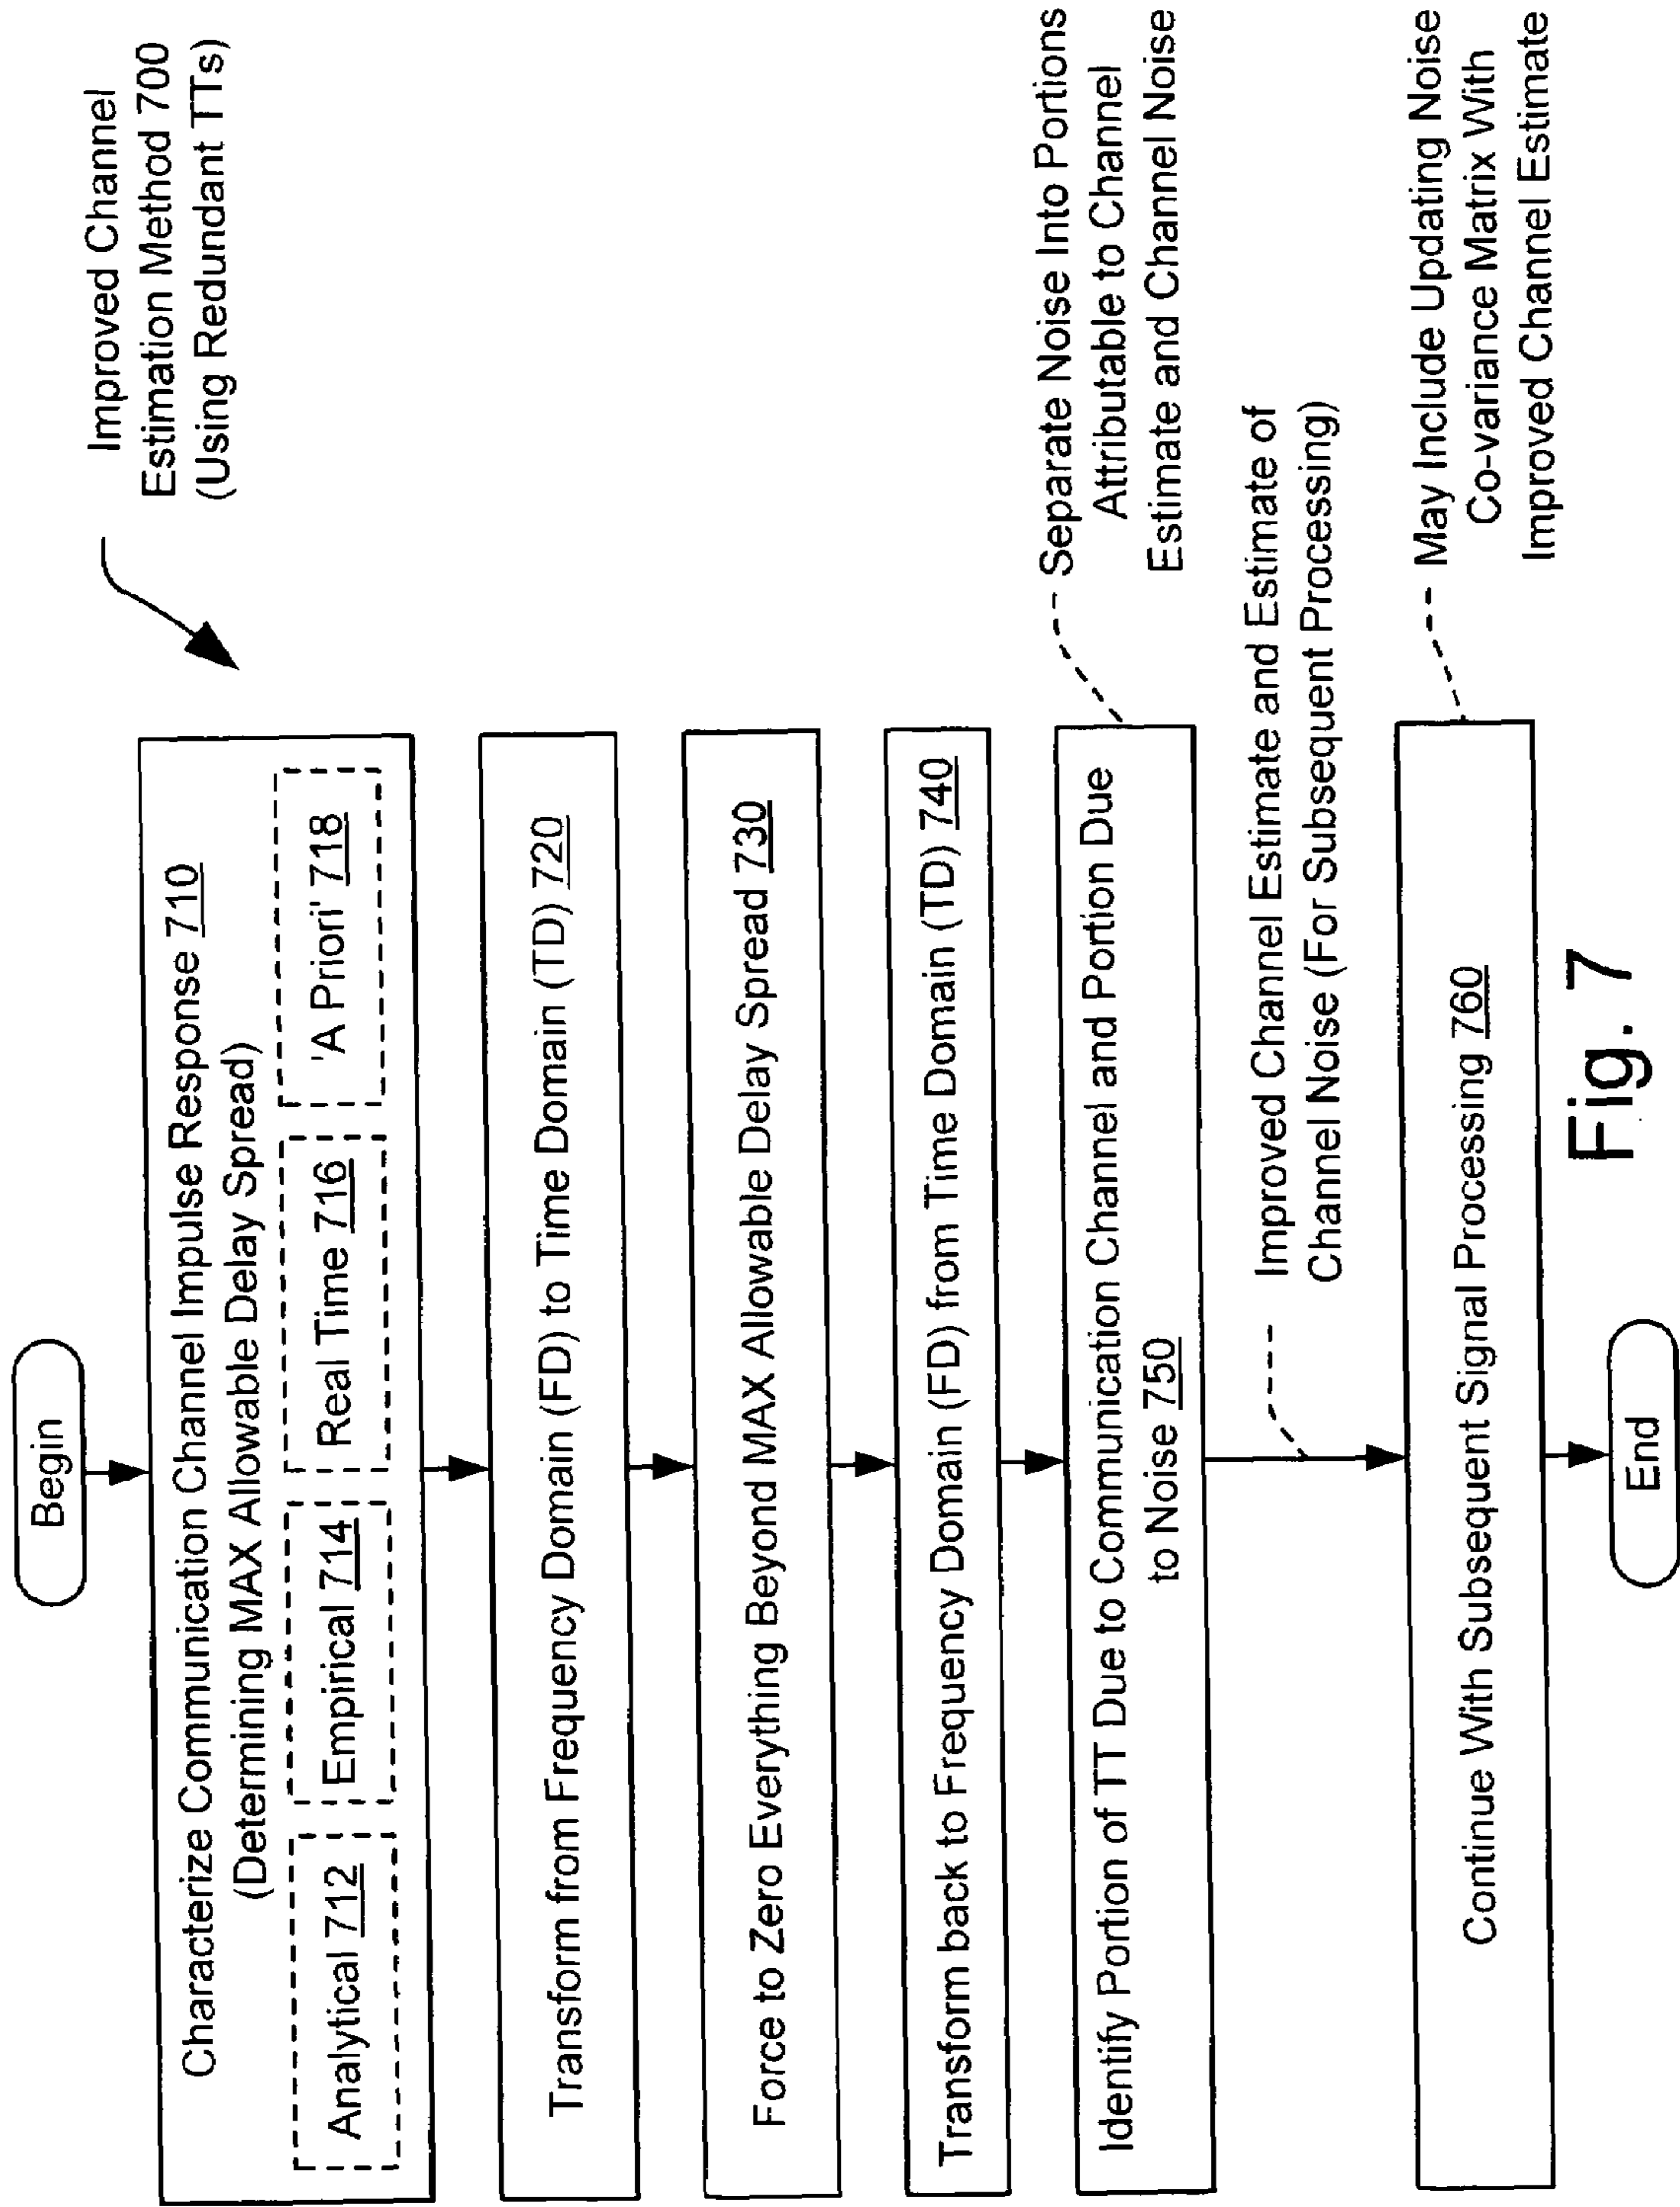 Improved Channel
Estimation Method 700
(Using Redundant TTs)
Begin
Characterize Communication Channel Impulse Response 710
(Determining MAX Allowable Delay Spread)
Analytical 712
Empirical 714
Real Time 716
'A Priori' 718
Transform from Frequency Domain (FD) to Time Domain (TD) 720
Force to Zero Everything Beyond MAX Allowable Delay Spread 730
Transform back to Frequency Domain (FD) from Time Domain (TD) 740
Identify Portion of TT Due to Communication Channel and Portion Due
to Noise 750
Separate Noise Into Portions
Attributable to Channel
Estimate and Channel Noise
Improved Channel Estimate and Estimate of
Channel Noise (For Subsequent Processing)
Continue With Subsequent Signal Processing 760
May Include Updating Noise
Co-variance Matrix With
Improved Channel Estimate
End
Fig. 7